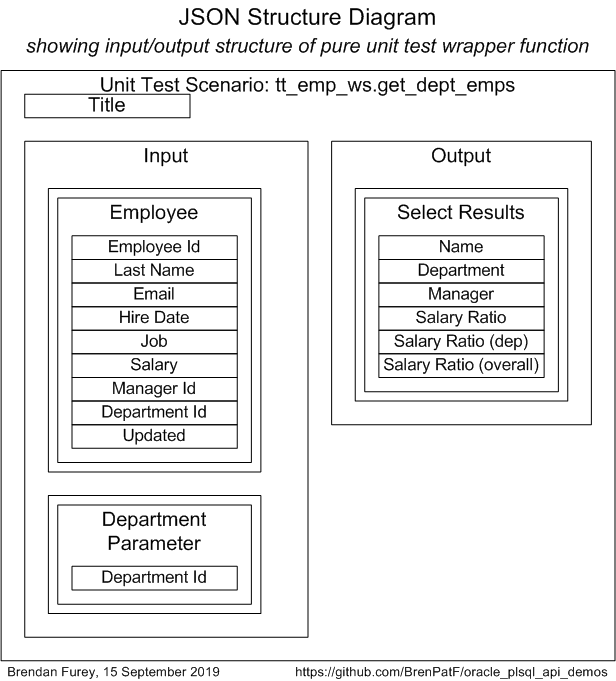 JSON Structure Diagram
showing input/output structure of pure unit test wrapper function
Unit Test Scenario: tt_emp_ws.get_dept_emps
Title
Input
Employee
Employee Id
Last Name
Email
Hire Date
Job
Salary
Manager Id
Department Id
Updated
Department
Parameter
Department Id
Output
Select Results
Name
Department
Manager
Salary Ratio
Salary Ratio (dep)
Salary Ratio (overall)
Brendan Furey, 15 September 2019
https://github.com/BrenPatF/oracle_plsql_api_demos